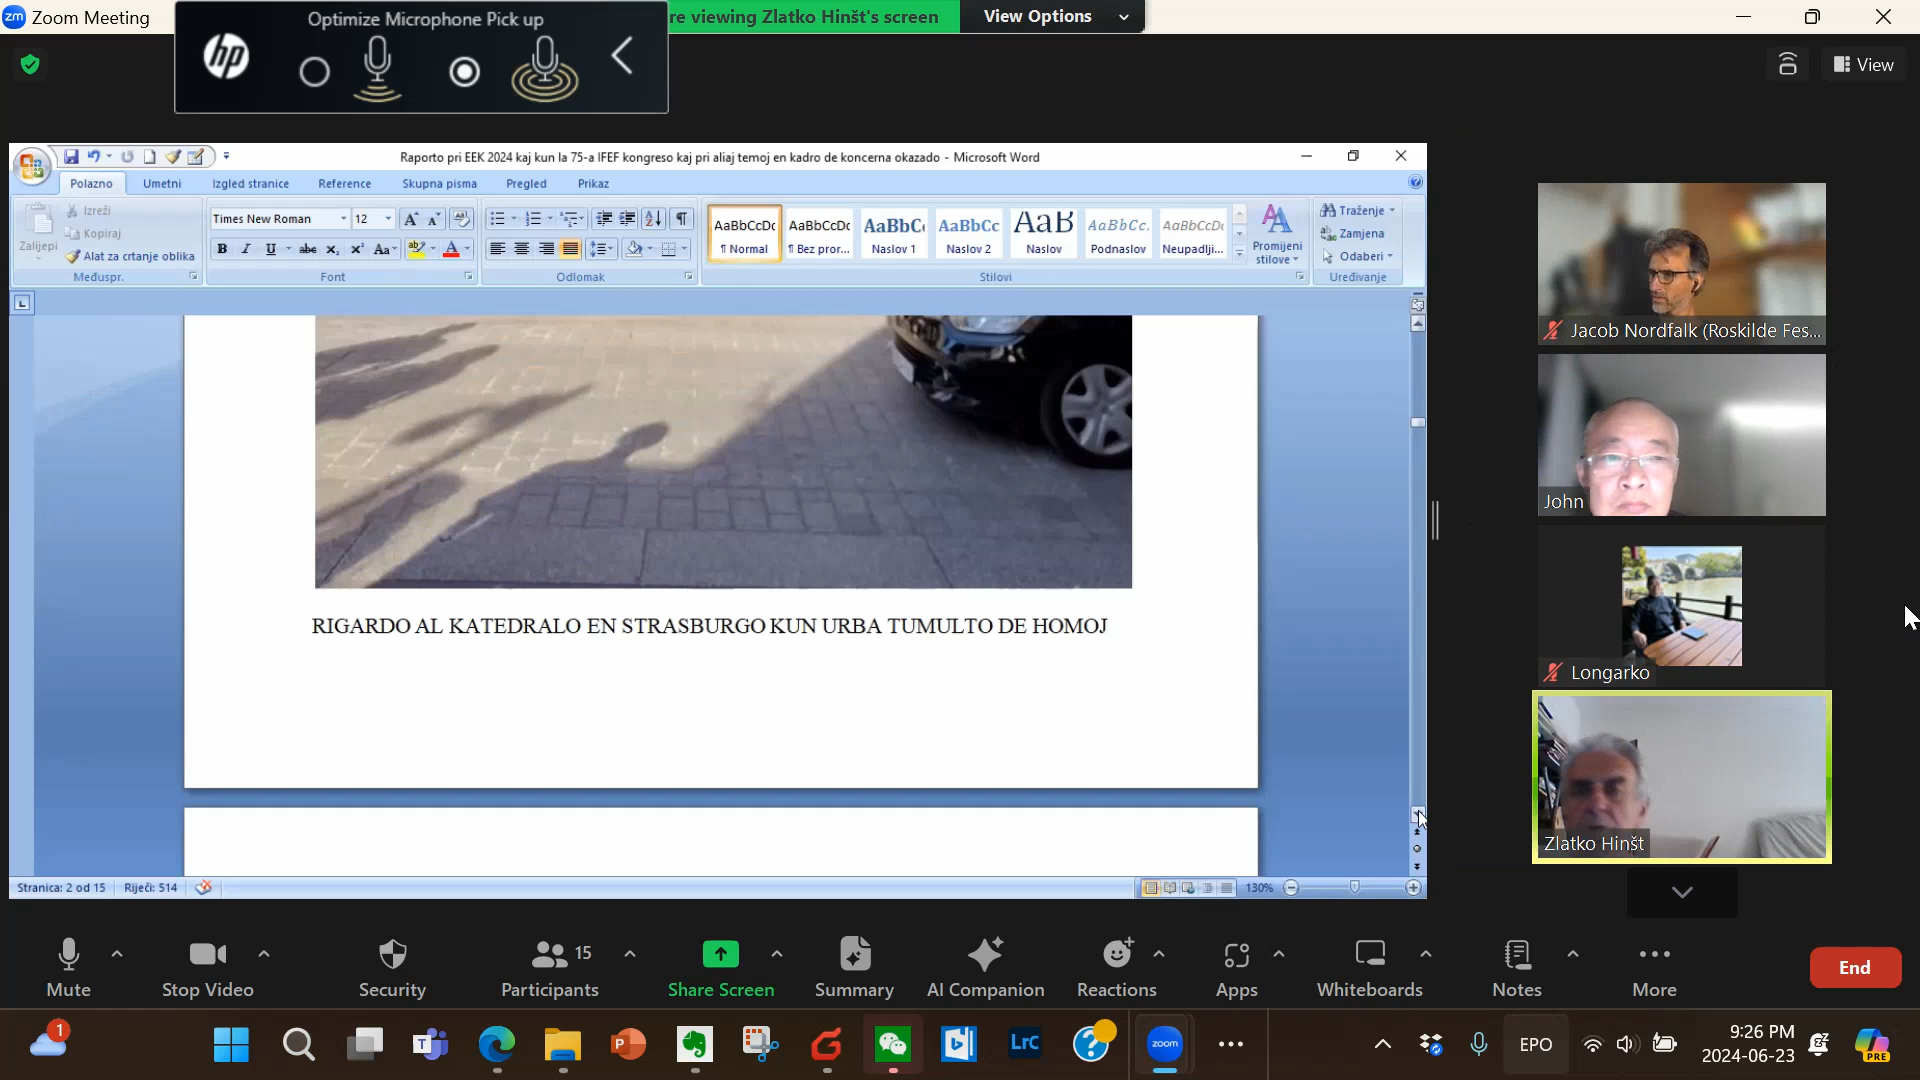 zm Zoom Meeting
Optimize Microphone Pick up
hp
re viewing Zlatko Hinšt's screen
View Options
View
Raporto pri EEK 2024 kaj kun la 75-a IFEF kongreso kaj pri aliaj temoj en kadro de koncerna okazado - Microsoft Word
Polazno Umetni Izgled stranice Reference Skupna pisma Pregled Prikaz
Zalijepi
Izreži
Kopiraj
Alat za crtanje oblika
Međuspr.
Times New Roman 12
Font
Odlomak
AaBbCcDc AaBbCcDc AaBbC AaBbCc AaB AaBbCc. AaBbCcDc
¶ Normal ¶ Bez pror... Naslov 1 Naslov 2 Naslov Podnaslov Neupadlji...
Stilovi
Promijeni stilove
Traženje
Zamjena
Odaberi
Uređivanje
RIGARDO AL KATEDRALO EN STRASBURGO KUN URBA TUMULTO DE HOMOJ
Stranica: 2 od 15 Riječi: 514
130%
Jacob Nordfalk (Roskilde Fes...
John
Longarko
Zlatko Hinšt
Mute
Stop Video
Security
15
Participants
Share Screen
Summary
AI Companion
Reactions
Apps
Whiteboards
Notes
More
End
1
zoom
Lrc
EPO
9:26 PM
2024-06-23
PRE